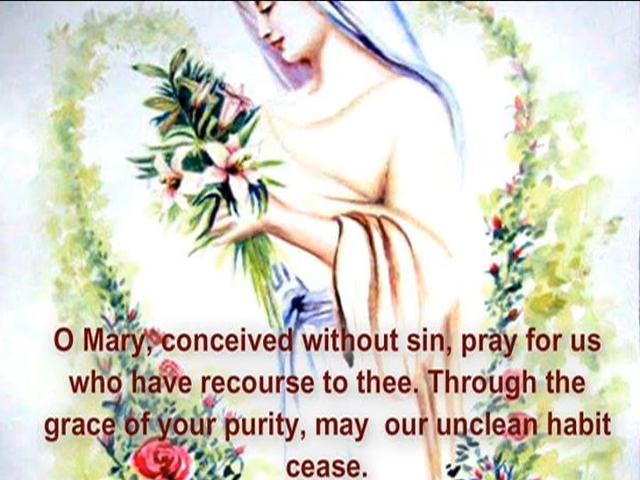 O Mary, conceived without sin, pray for us
who have recourse to thee. Through the
grace of your purity, may our unclean habit
cease.